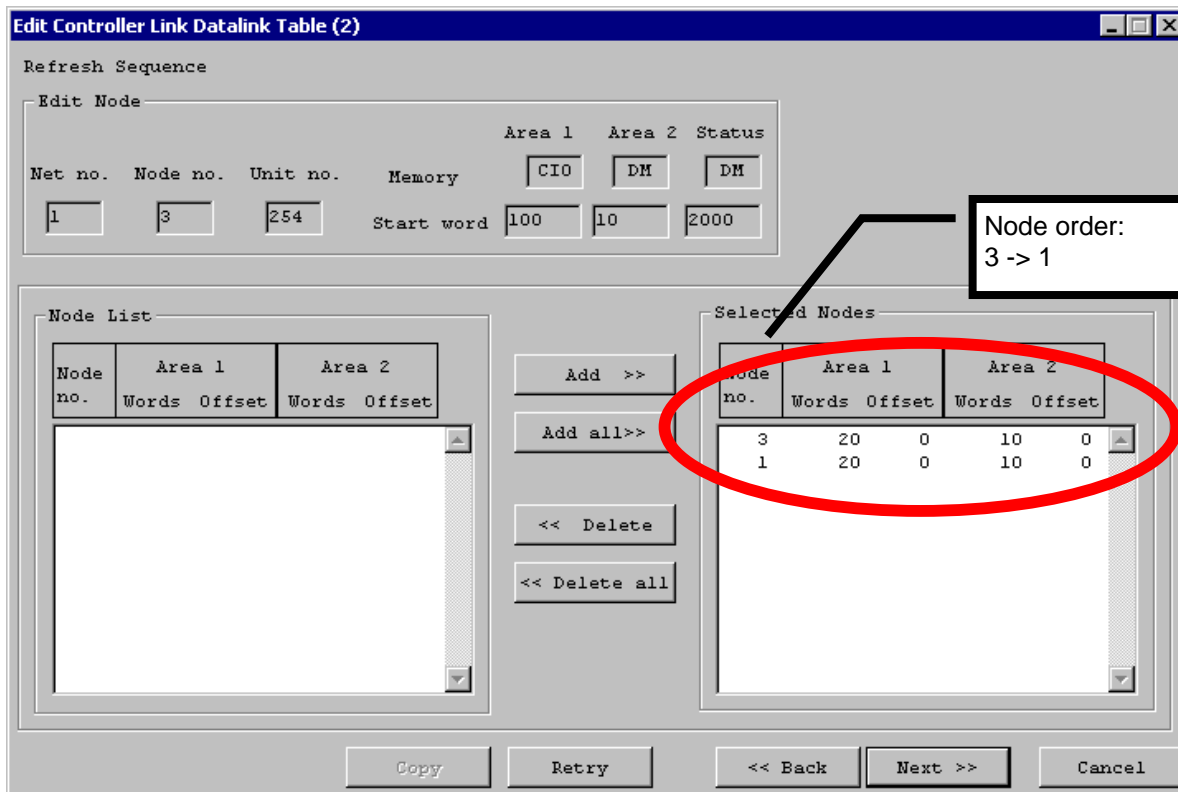 Edit Controller Link Datalink Table (2)
Refresh Sequence
Edit Node
Area 1 Area 2 Status
Net no. Node no. Unit no. Memory CIO DM DM
1 3 254 Start word 100 10 2000
Node order:
3 -> 1
Node List
Node no. Area 1 Area 2
Words Offset Words Offset
Add >>
Add all>>
<< Delete
<< Delete all
Selected Nodes
Node no. Area 1 Area 2
Words Offset Words Offset
3 20 0 10 0
1 20 0 10 0
Copy Retry << Back Next >> Cancel